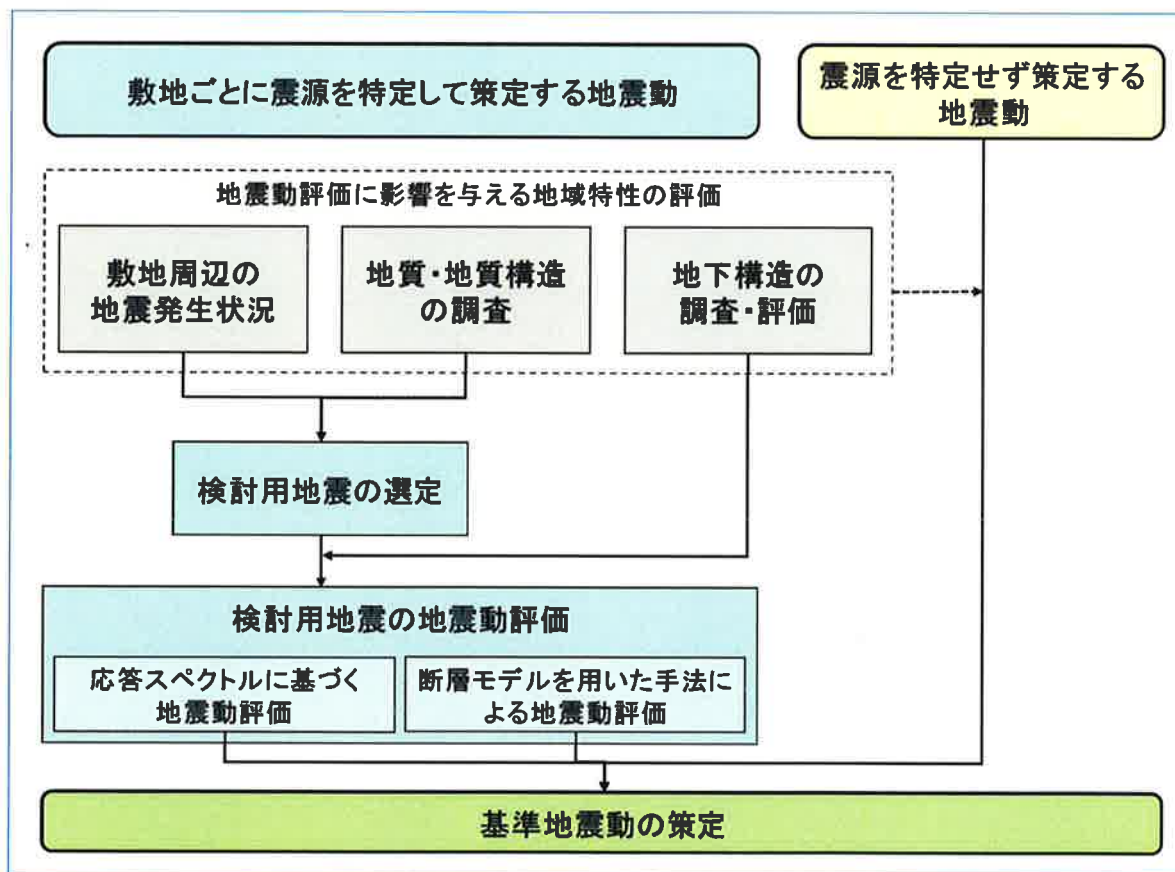 敷地ごとに震源を特定して策定する地震動
震源を特定せず策定する
地震動
地震動評価に影響を与える地域特性の評価
敷地周辺の
地震発生状況
地質・地質構造
の調査
地下構造の
調査・評価
検討用地震の選定
検討用地震の地震動評価
応答スペクトルに基づく
地震動評価
断層モデルを用いた手法に
よる地震動評価
基準地震動の策定